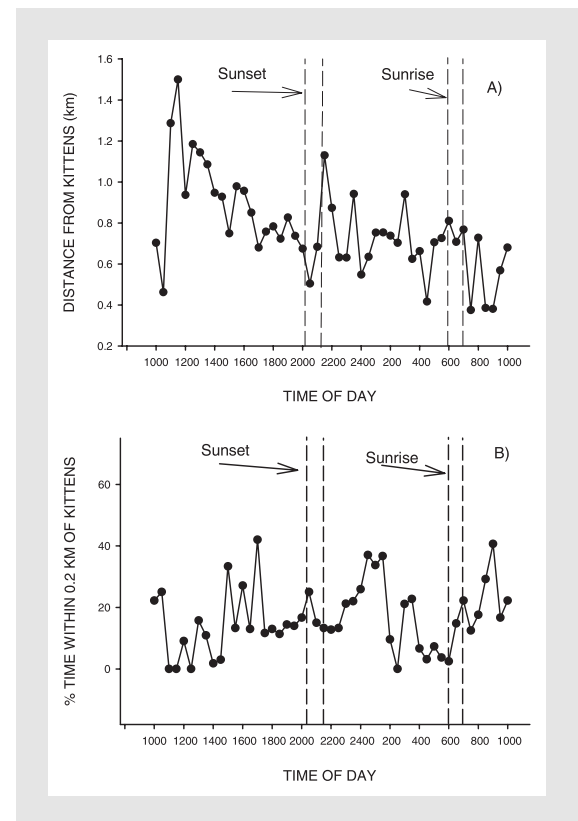 1.6
Sunset
Sunrise
A)
1.4
1.2
1.0
0.8
0.6
0.4
0.2
DISTANCE FROM KITTENS (km)
1000 1200 1400 1600 1800 2000 2200 2400 200 400 600 800 1000
TIME OF DAY
Sunset
Sunrise
B)
60
40
20
0
% TIME WITHIN 0.2 KM OF KITTENS
1000 1200 1400 1600 1800 2000 2200 2400 200 400 600 800 1000
TIME OF DAY